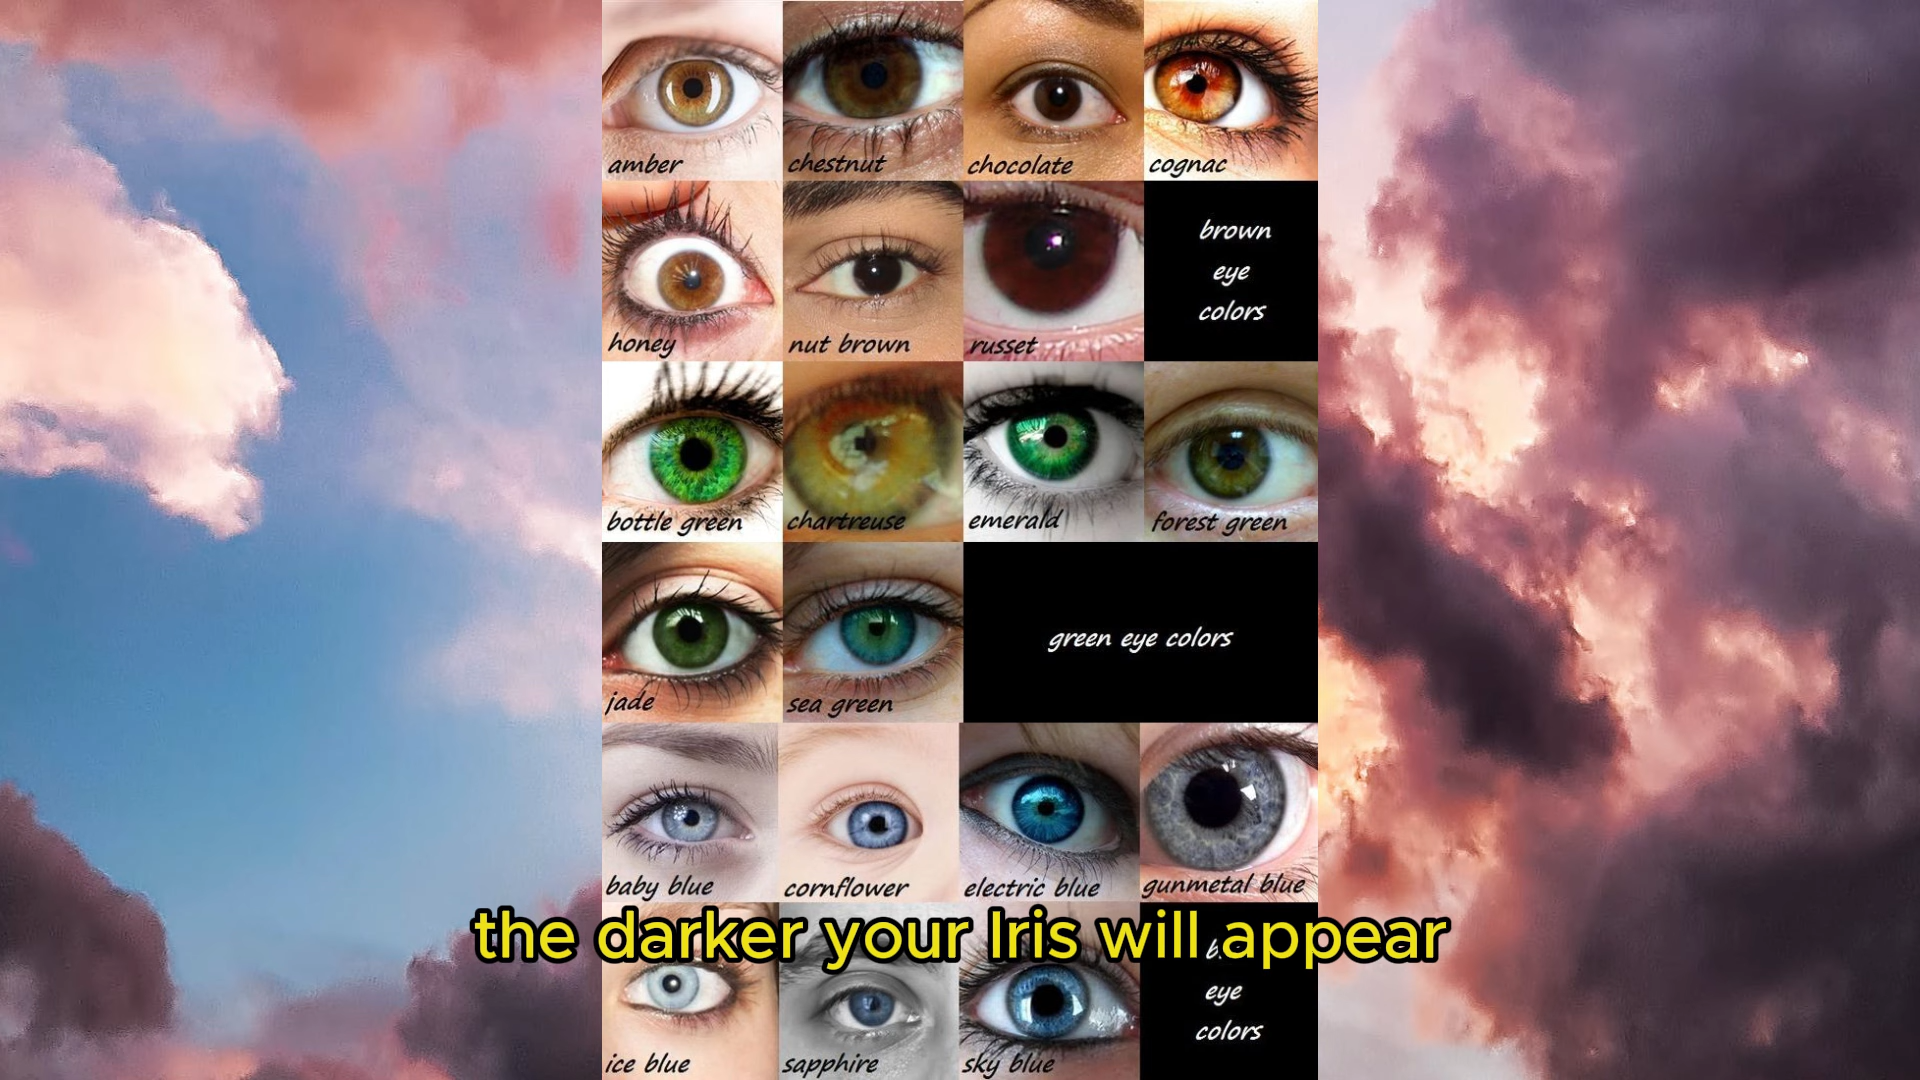 amber
chestnut
chocolate
cognac
honey
nut brown
russet
brown
eye
colors
bottle green
chartreuse
emerald
forest green
jade
sea green
green eye colors
baby blue
cornflower
electric blue
gunmetal blue
the darker your Iris will appear
eye
colors
ice blue
sapphire
sky blue